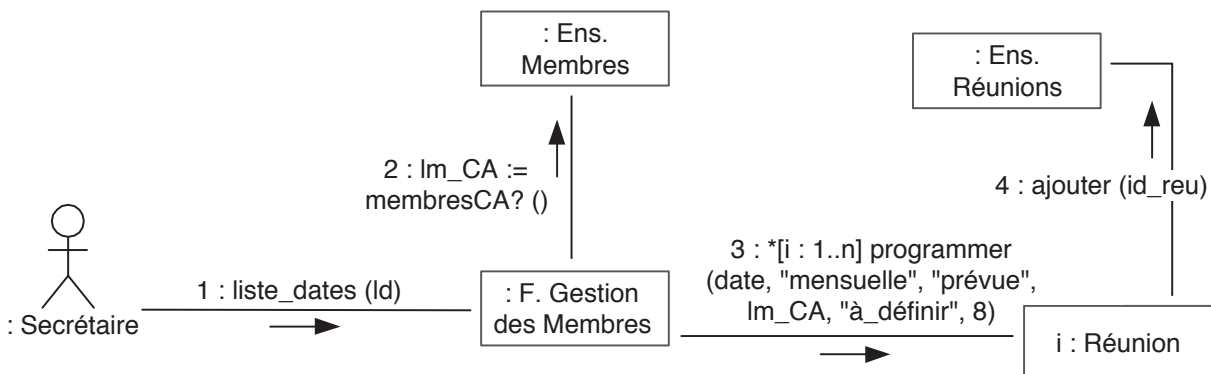 : Ens.
Membres
: Ens.
Réunions
2 : lm_CA :=
membresCA? ()
4 : ajouter (id_reu)
3 : *[i : 1..n] programmer
(date, "mensuelle", "prévue",
lm_CA, "à_définir", 8)
1 : liste_dates (ld)
: F. Gestion
des Membres
: Secrétaire
i : Réunion